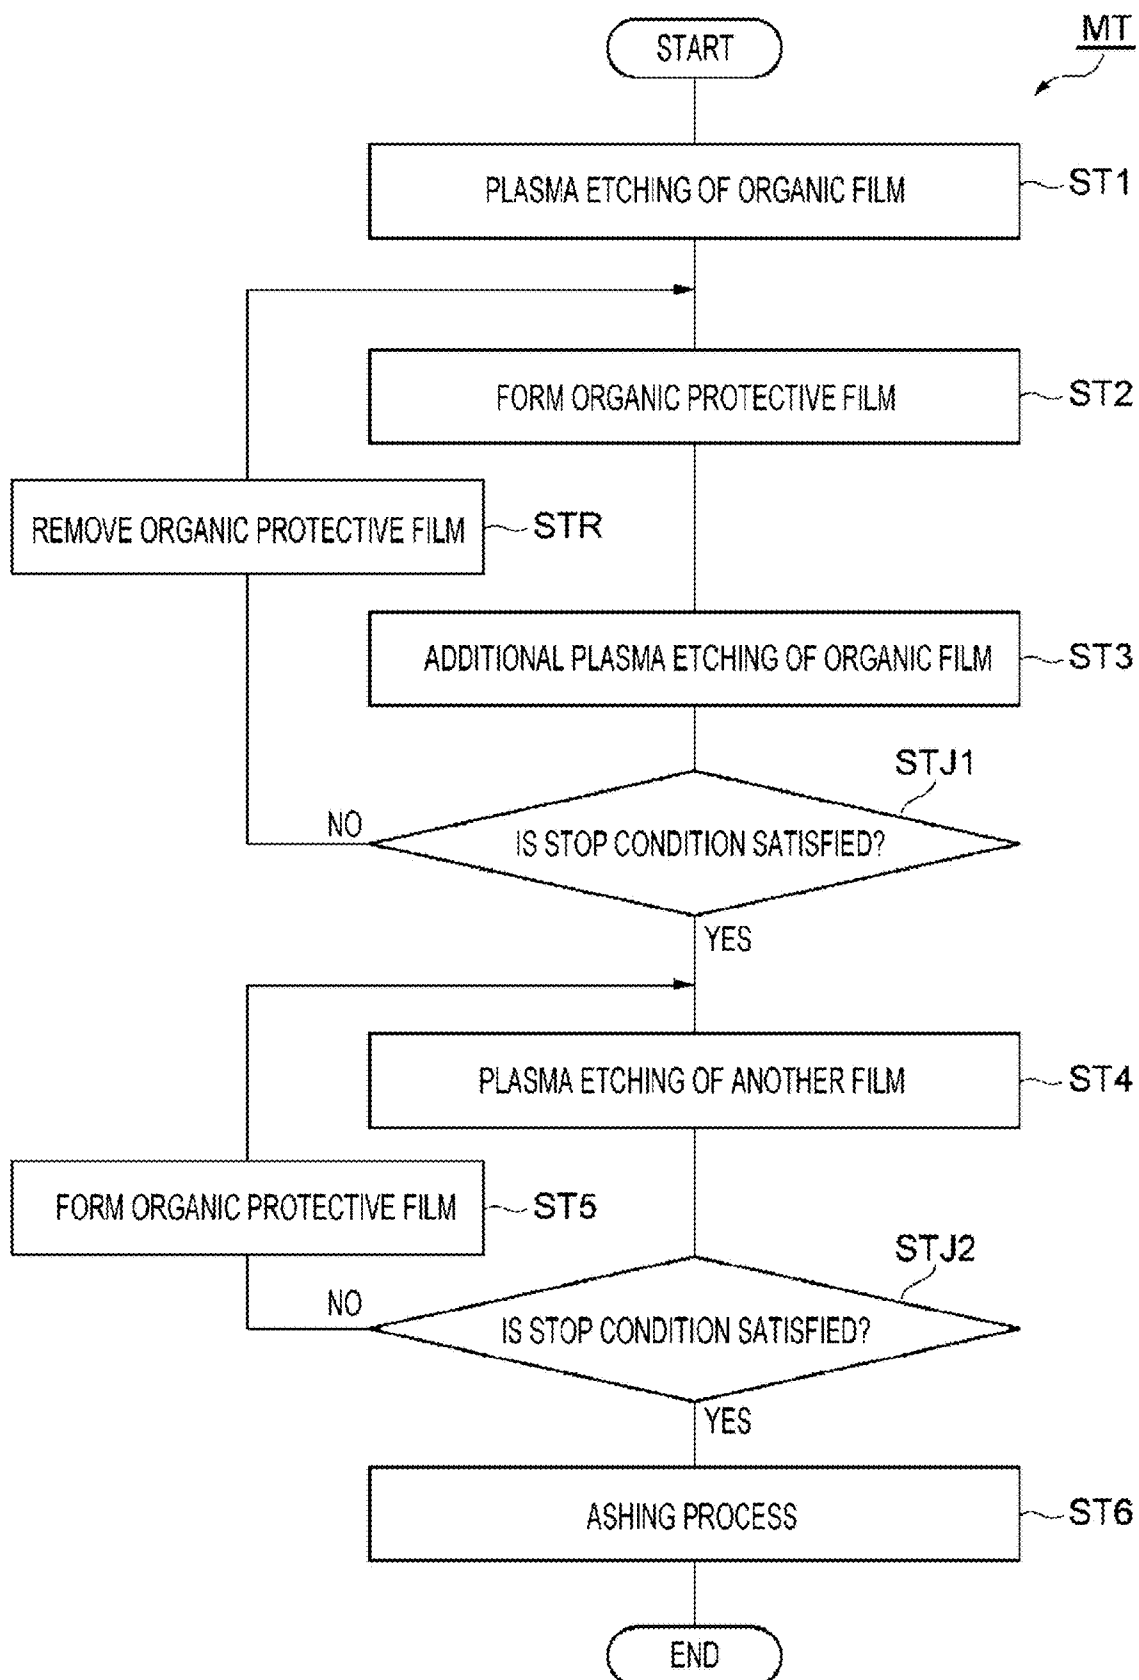 MT
START
PLASMA ETCHING OF ORGANIC FILM
ST1
FORM ORGANIC PROTECTIVE FILM
ST2
REMOVE ORGANIC PROTECTIVE FILM
STR
ADDITIONAL PLASMA ETCHING OF ORGANIC FILM
ST3
STJ1
NO
IS STOP CONDITION SATISFIED?
YES
PLASMA ETCHING OF ANOTHER FILM
ST4
FORM ORGANIC PROTECTIVE FILM
ST5
STJ2
NO
IS STOP CONDITION SATISFIED?
YES
ASHING PROCESS
ST6
END